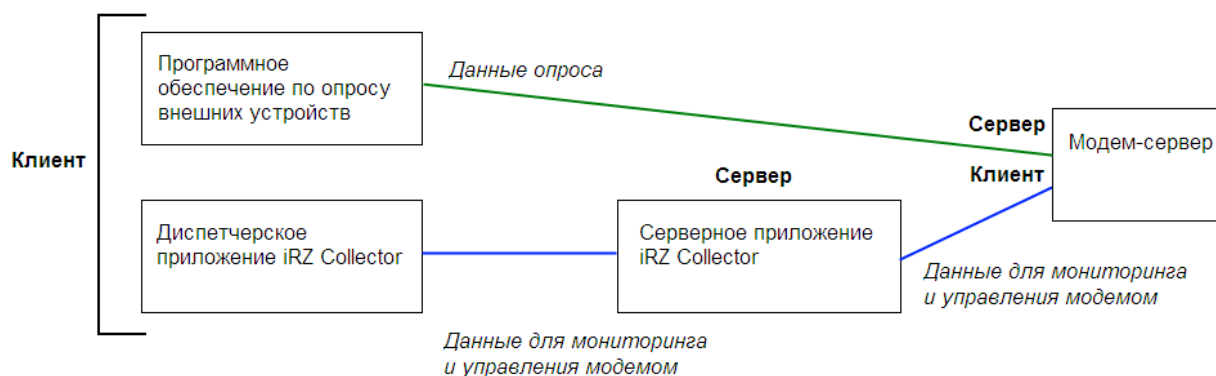 Программное
обеспечение по опросу
внешних устройств
Данные опроса
Сервер
Модем-сервер
Клиент
Клиент
Сервер
Диспетчерское
приложение iRZ Collector
Серверное приложение
iRZ Collector
Данные для мониторинга
и управления модемом
Данные для мониторинга
и управления модемом